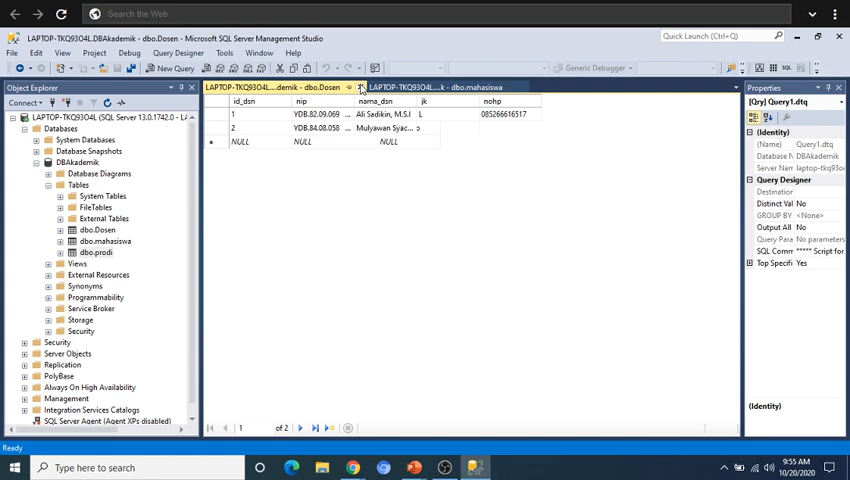 Search the Web
LAPTOP-TKQ93O4L.DBAkademik - dbo.Dosen - Microsoft SQL Server Management Studio
Quick Launch (Ctrl+Q)
File Edit View Project Debug Query Designer Tools Window Help
New Query
Generic Debugger
Object Explorer
Connect
LAPTOP-TKQ93O4L (SQL Server 13.0.1742.0 - LA
Databases
System Databases
Database Snapshots
DBAkademik
Database Diagrams
Tables
System Tables
FileTables
External Tables
dbo.Dosen
dbo.mahasiswa
dbo.prodi
Views
External Resources
Synonyms
Programmability
Service Broker
Storage
Security
Security
Server Objects
Replication
PolyBase
Always On High Availability
Management
Integration Services Catalogs
SQL Server Agent (Agent XPs disabled)
LAPTOP-TKQ93O4L....demik - dbo.Dosen
LAPTOP-TKQ93O4L....k - dbo.mahasiswa
id_dsn nip nama_dsn jk nohp
1 YDB.82.09.069 ... Ali Sadikin, M.S.I L 085266616517
2 YDB.84.08.058 ... Mulyawan Syac...
NULL NULL NULL
1 of 2
Properties
[Qry] Query1.dtq
(Identity)
(Name) Query1.dtq
Database N DBAkademik
Server Nam laptop-tkq93o4l
Query Designer
Destination
Distinct Val No
GROUP BY <None>
Output All No
Query Para No parameters
SQL Comm ***** Script for
Top Specifi Yes
(Identity)
Ready
Type here to search
9:55 AM
10/20/2020